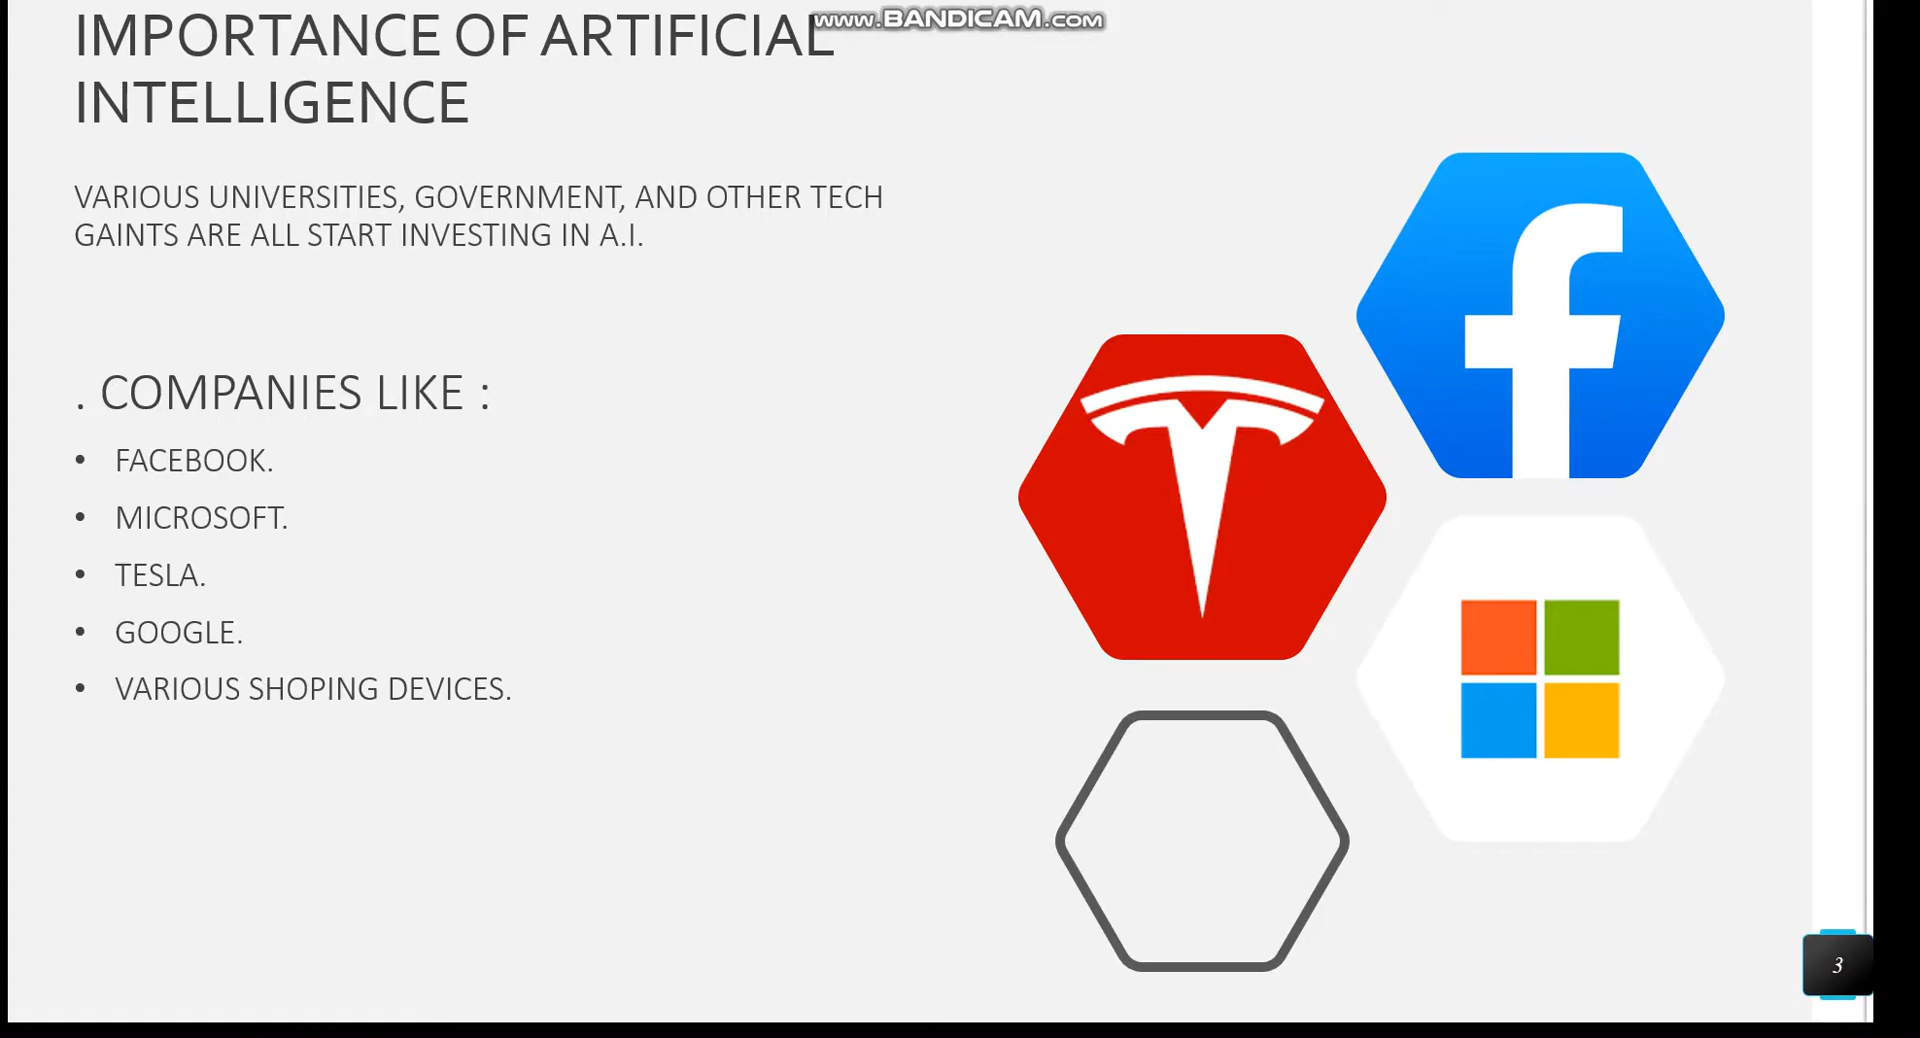 www.BANDICAM.com
IMPORTANCE OF ARTIFICIAL
INTELLIGENCE
VARIOUS UNIVERSITIES, GOVERNMENT, AND OTHER TECH
GAINTS ARE ALL START INVESTING IN A.I.
. COMPANIES LIKE :
• FACEBOOK.
• MICROSOFT.
• TESLA.
• GOOGLE.
• VARIOUS SHOPING DEVICES.
3